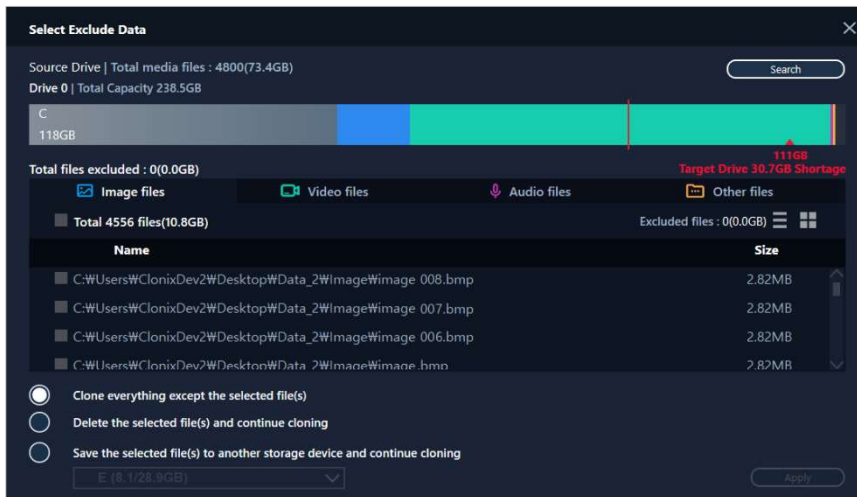 Select Exclude Data
Source Drive | Total media files : 4800(73.4GB)
Search
Drive 0 | Total Capacity 238.5GB
C
118GB
111GB
Total files excluded : 0(0.0GB)
Target Drive 30.7GB Shortage
Image files Video files Audio files Other files
Total 4556 files(10.8GB) Excluded files : 0(0.0GB)
Name Size
C:₩Users₩ClonixDev2₩Desktop₩Data_2₩Image₩image 008.bmp 2.82MB
C:₩Users₩ClonixDev2₩Desktop₩Data_2₩Image₩image 007.bmp 2.82MB
C:₩Users₩ClonixDev2₩Desktop₩Data_2₩Image₩image 006.bmp 2.82MB
C:₩Users₩ClonixDev2₩Desktop₩Data_2₩Image₩image.bmp 2.82MB
Clone everything except the selected file(s)
Delete the selected file(s) and continue cloning
Save the selected file(s) to another storage device and continue cloning
E (8.1/28.9GB)
Apply